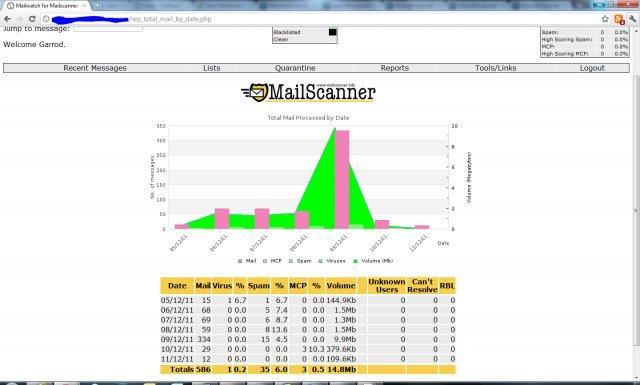 Mailwatch for Mailscanner
/rep_total_mail_by_date.php
Jump to message:
Welcome Garrod.
Blacklisted
Clean
Spam: 0 0.0%
High Scoring Spam: 0 0.0%
MCP: 0 0.0%
High Scoring MCP: 0 0.0%
Recent Messages Lists Quarantine Reports Tools/Links Logout
www.mailscanner.info
MailScanner
Total Mail Processed by Date
350
300
250
200
150
100
50
0
No. of messages
10
8
6
4
2
0
Volume (Megabytes)
05/12/11 06/12/11 07/12/11 08/12/11 09/12/11 10/12/11 11/12/11
Date
Mail MCP Spam Viruses Volume (Mb)
Date Mail Virus % Spam % MCP % Volume Unknown Users Can't Resolve RBL
05/12/11 15 1 6.7 1 6.7 0 0.0 144.9Kb 0 0 0
06/12/11 68 0 0.0 5 7.4 0 0.0 1.5Mb 0 0 0
07/12/11 69 0 0.0 6 8.7 0 0.0 1.3Mb 0 0 0
08/12/11 59 0 0.0 8 13.6 0 0.0 1.5Mb 0 0 0
09/12/11 334 0 0.0 15 4.5 0 0.0 9.9Mb 0 0 0
10/12/11 29 0 0.0 0 0.0 3 10.3 379.6Kb 0 0 0
11/12/11 12 0 0.0 0 0.0 0 0.0 109.6Kb 0 0 0
Totals 586 1 0.2 35 6.0 3 0.5 14.8Mb